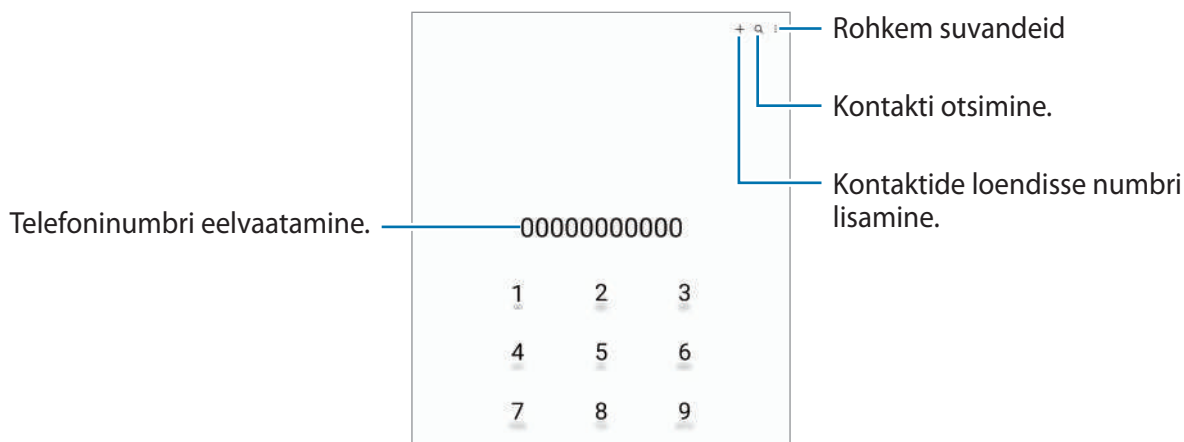 Rohkem suvandeid
Kontakti otsimine.
Kontaktide loendisse numbri
lisamine.
Telefoninumbri eelvaatamine.
00000000000
1 2 3
4 5 6
7 8 9